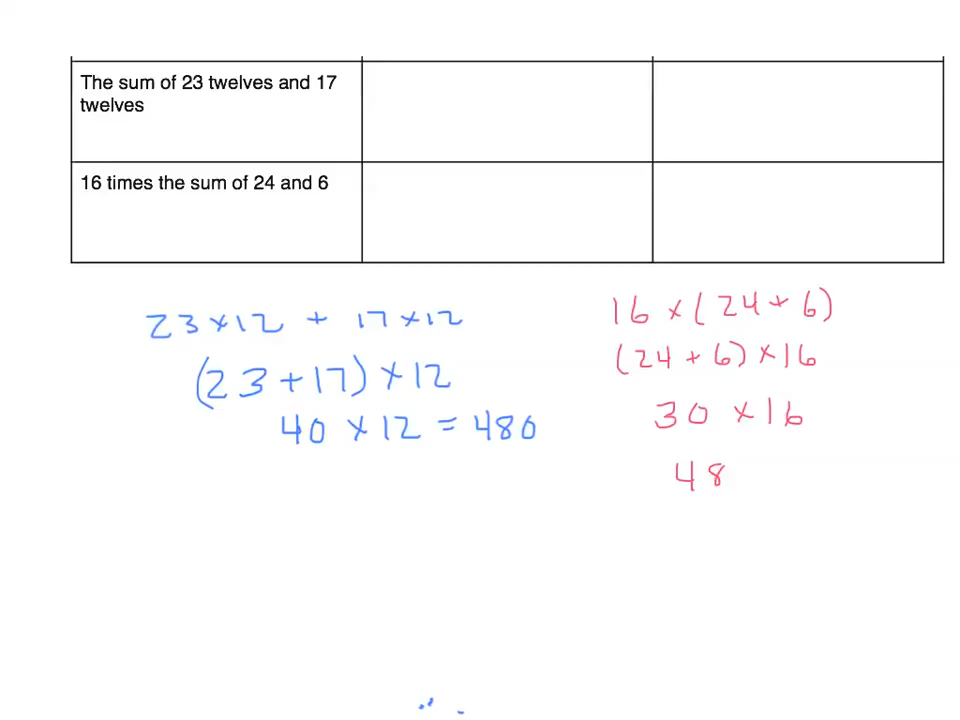 The sum of 23 twelves and 17
twelves
16 times the sum of 24 and 6
23 × 12 + 17 × 12
(23 + 17) × 12
40 × 12 = 480
16 × (24 + 6)
(24 + 6) × 16
30 × 16
48